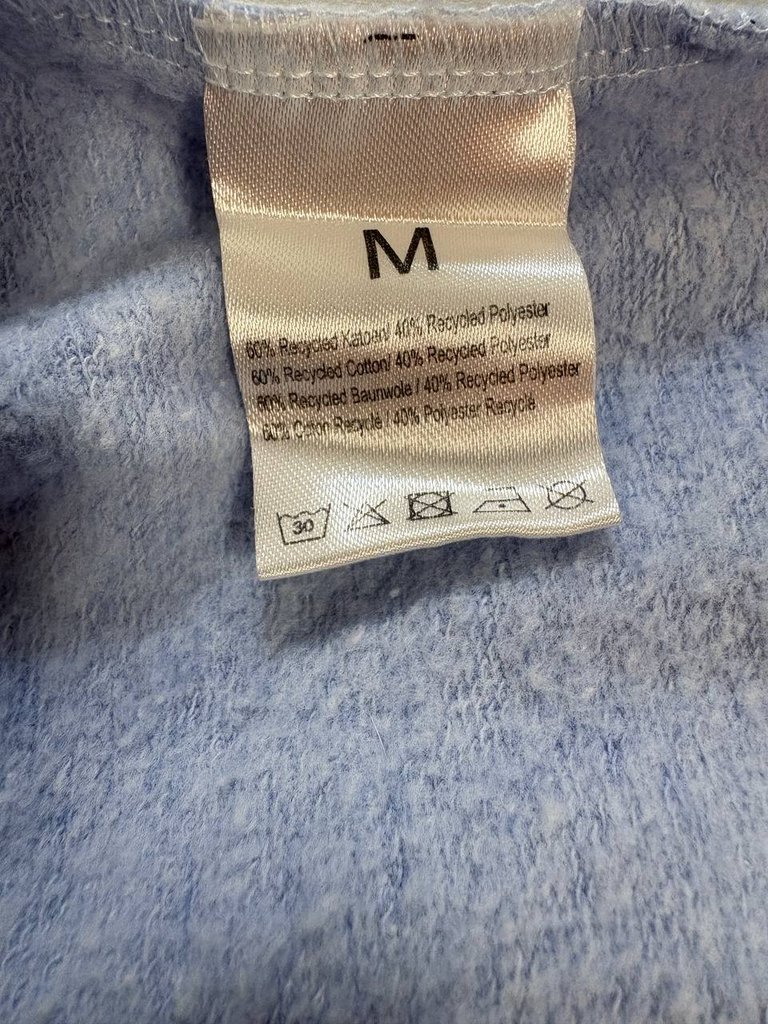 M
60% Recycled Katoen/ 40% Recycled Polyester
60% Recycled Cotton/ 40% Recycled Polyester
60% Recycled Baunwole / 40% Recycled Polyester
60% Coton Recycle / 40% Polyester Recycle
30